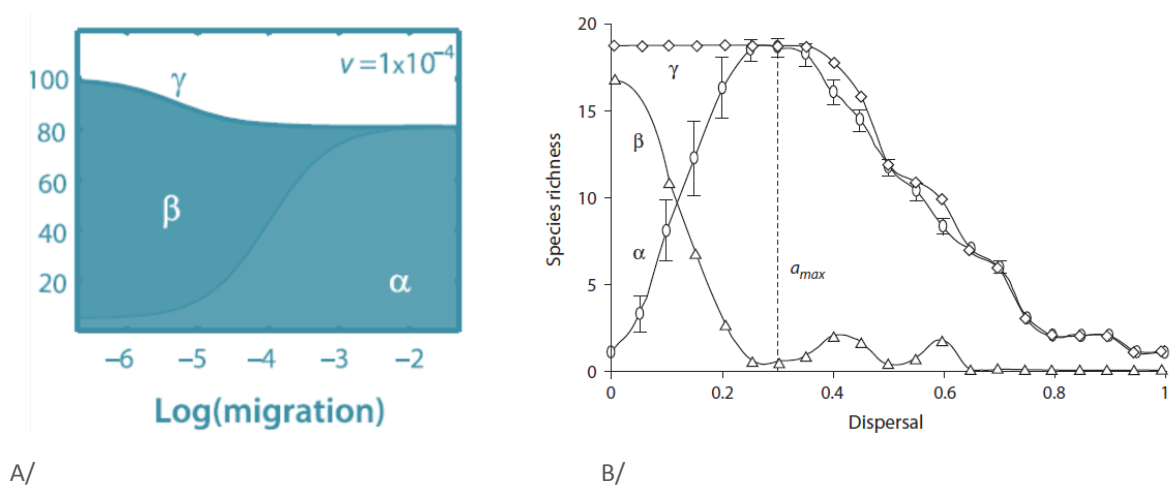 ν = 1x10⁻⁴
γ
100
80
60
40
20
β
α
−6 −5 −4 −3 −2
Log(migration)
A/
20
15
10
5
0
Species richness
γ
β
α
a_max
0 0.2 0.4 0.6 0.8 1
Dispersal
B/